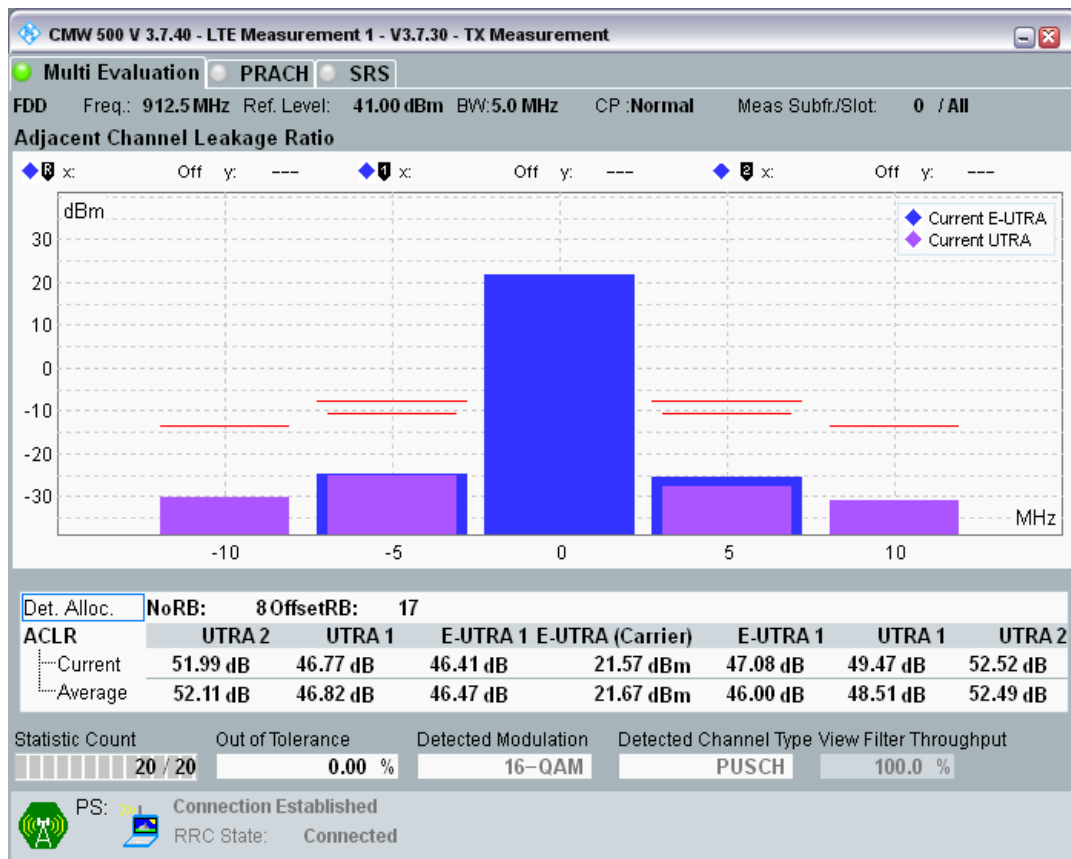 CMW 500 V 3.7.40 - LTE Measurement 1 - V3.7.30 - TX Measurement
Multi Evaluation PRACH SRS
FDD Freq.: 912.5 MHz Ref. Level: 41.00 dBm BW:5.0 MHz CP :Normal Meas Subfr./Slot: 0 / All
Adjacent Channel Leakage Ratio
R x: Off y: --- 1 x: Off y: --- 2 x: Off y: ---
dBm
Current E-UTRA
Current UTRA
30
20
10
0
-10
-20
-30
MHz
-10 -5 0 5 10
Det. Alloc. NoRB: 8 OffsetRB: 17
ACLR UTRA 2 UTRA 1 E-UTRA 1 E-UTRA (Carrier) E-UTRA 1 UTRA 1 UTRA 2
Current 51.99 dB 46.77 dB 46.41 dB 21.57 dBm 47.08 dB 49.47 dB 52.52 dB
Average 52.11 dB 46.82 dB 46.47 dB 21.67 dBm 46.00 dB 48.51 dB 52.49 dB
Statistic Count Out of Tolerance Detected Modulation Detected Channel Type View Filter Throughput
20 / 20 0.00 % 16-QAM PUSCH 100.0 %
PS: Connection Established
RRC State: Connected